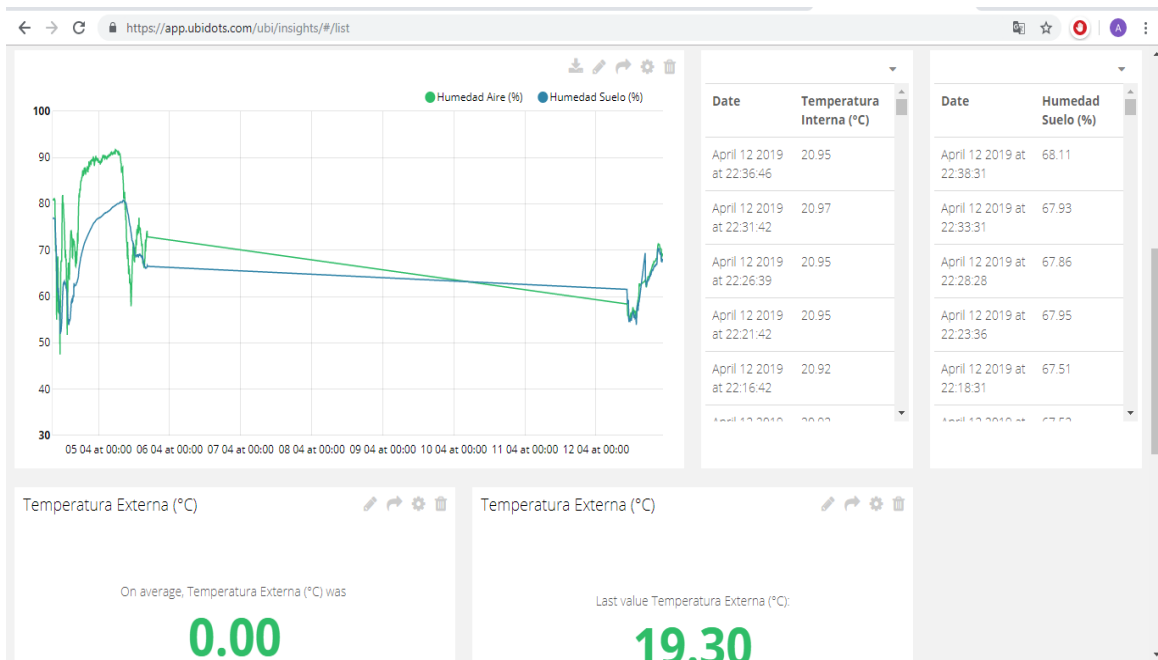 https://app.ubidots.com/ubi/insights/#/list
A
Humedad Aire (%) Humedad Suelo (%)
100
90
80
70
60
50
40
30
05 04 at 00:00 06 04 at 00:00 07 04 at 00:00 08 04 at 00:00 09 04 at 00:00 10 04 at 00:00 11 04 at 00:00 12 04 at 00:00
Date Temperatura
Interna (°C)
April 12 2019 20.95
at 22:36:46
April 12 2019 20.97
at 22:31:42
April 12 2019 20.95
at 22:26:39
April 12 2019 20.95
at 22:21:42
April 12 2019 20.92
at 22:16:42
April 12 2019
Date Humedad
Suelo (%)
April 12 2019 at 68.11
22:38:31
April 12 2019 at 67.93
22:33:31
April 12 2019 at 67.86
22:28:28
April 12 2019 at 67.95
22:23:36
April 12 2019 at 67.51
22:18:31
April 12 2019 at
Temperatura Externa (°C)
On average, Temperatura Externa (°C) was
0.00
Temperatura Externa (°C)
Last value Temperatura Externa (°C):
19.30